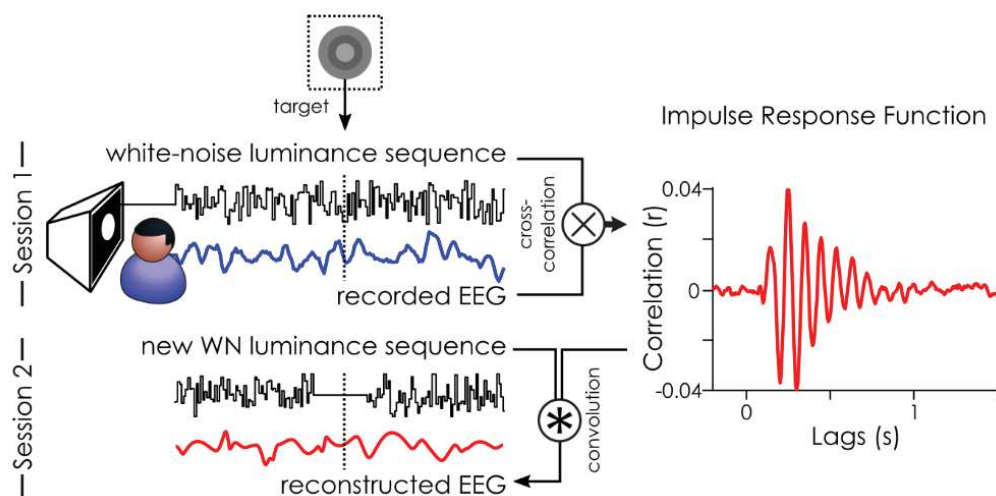 target
Session 1
white-noise luminance sequence
recorded EEG
cross-
correlation
Session 2
new WN luminance sequence
reconstructed EEG
convolution
Impulse Response Function
Correlation (r)
0.04
0
-0.04
0
1
Lags (s)